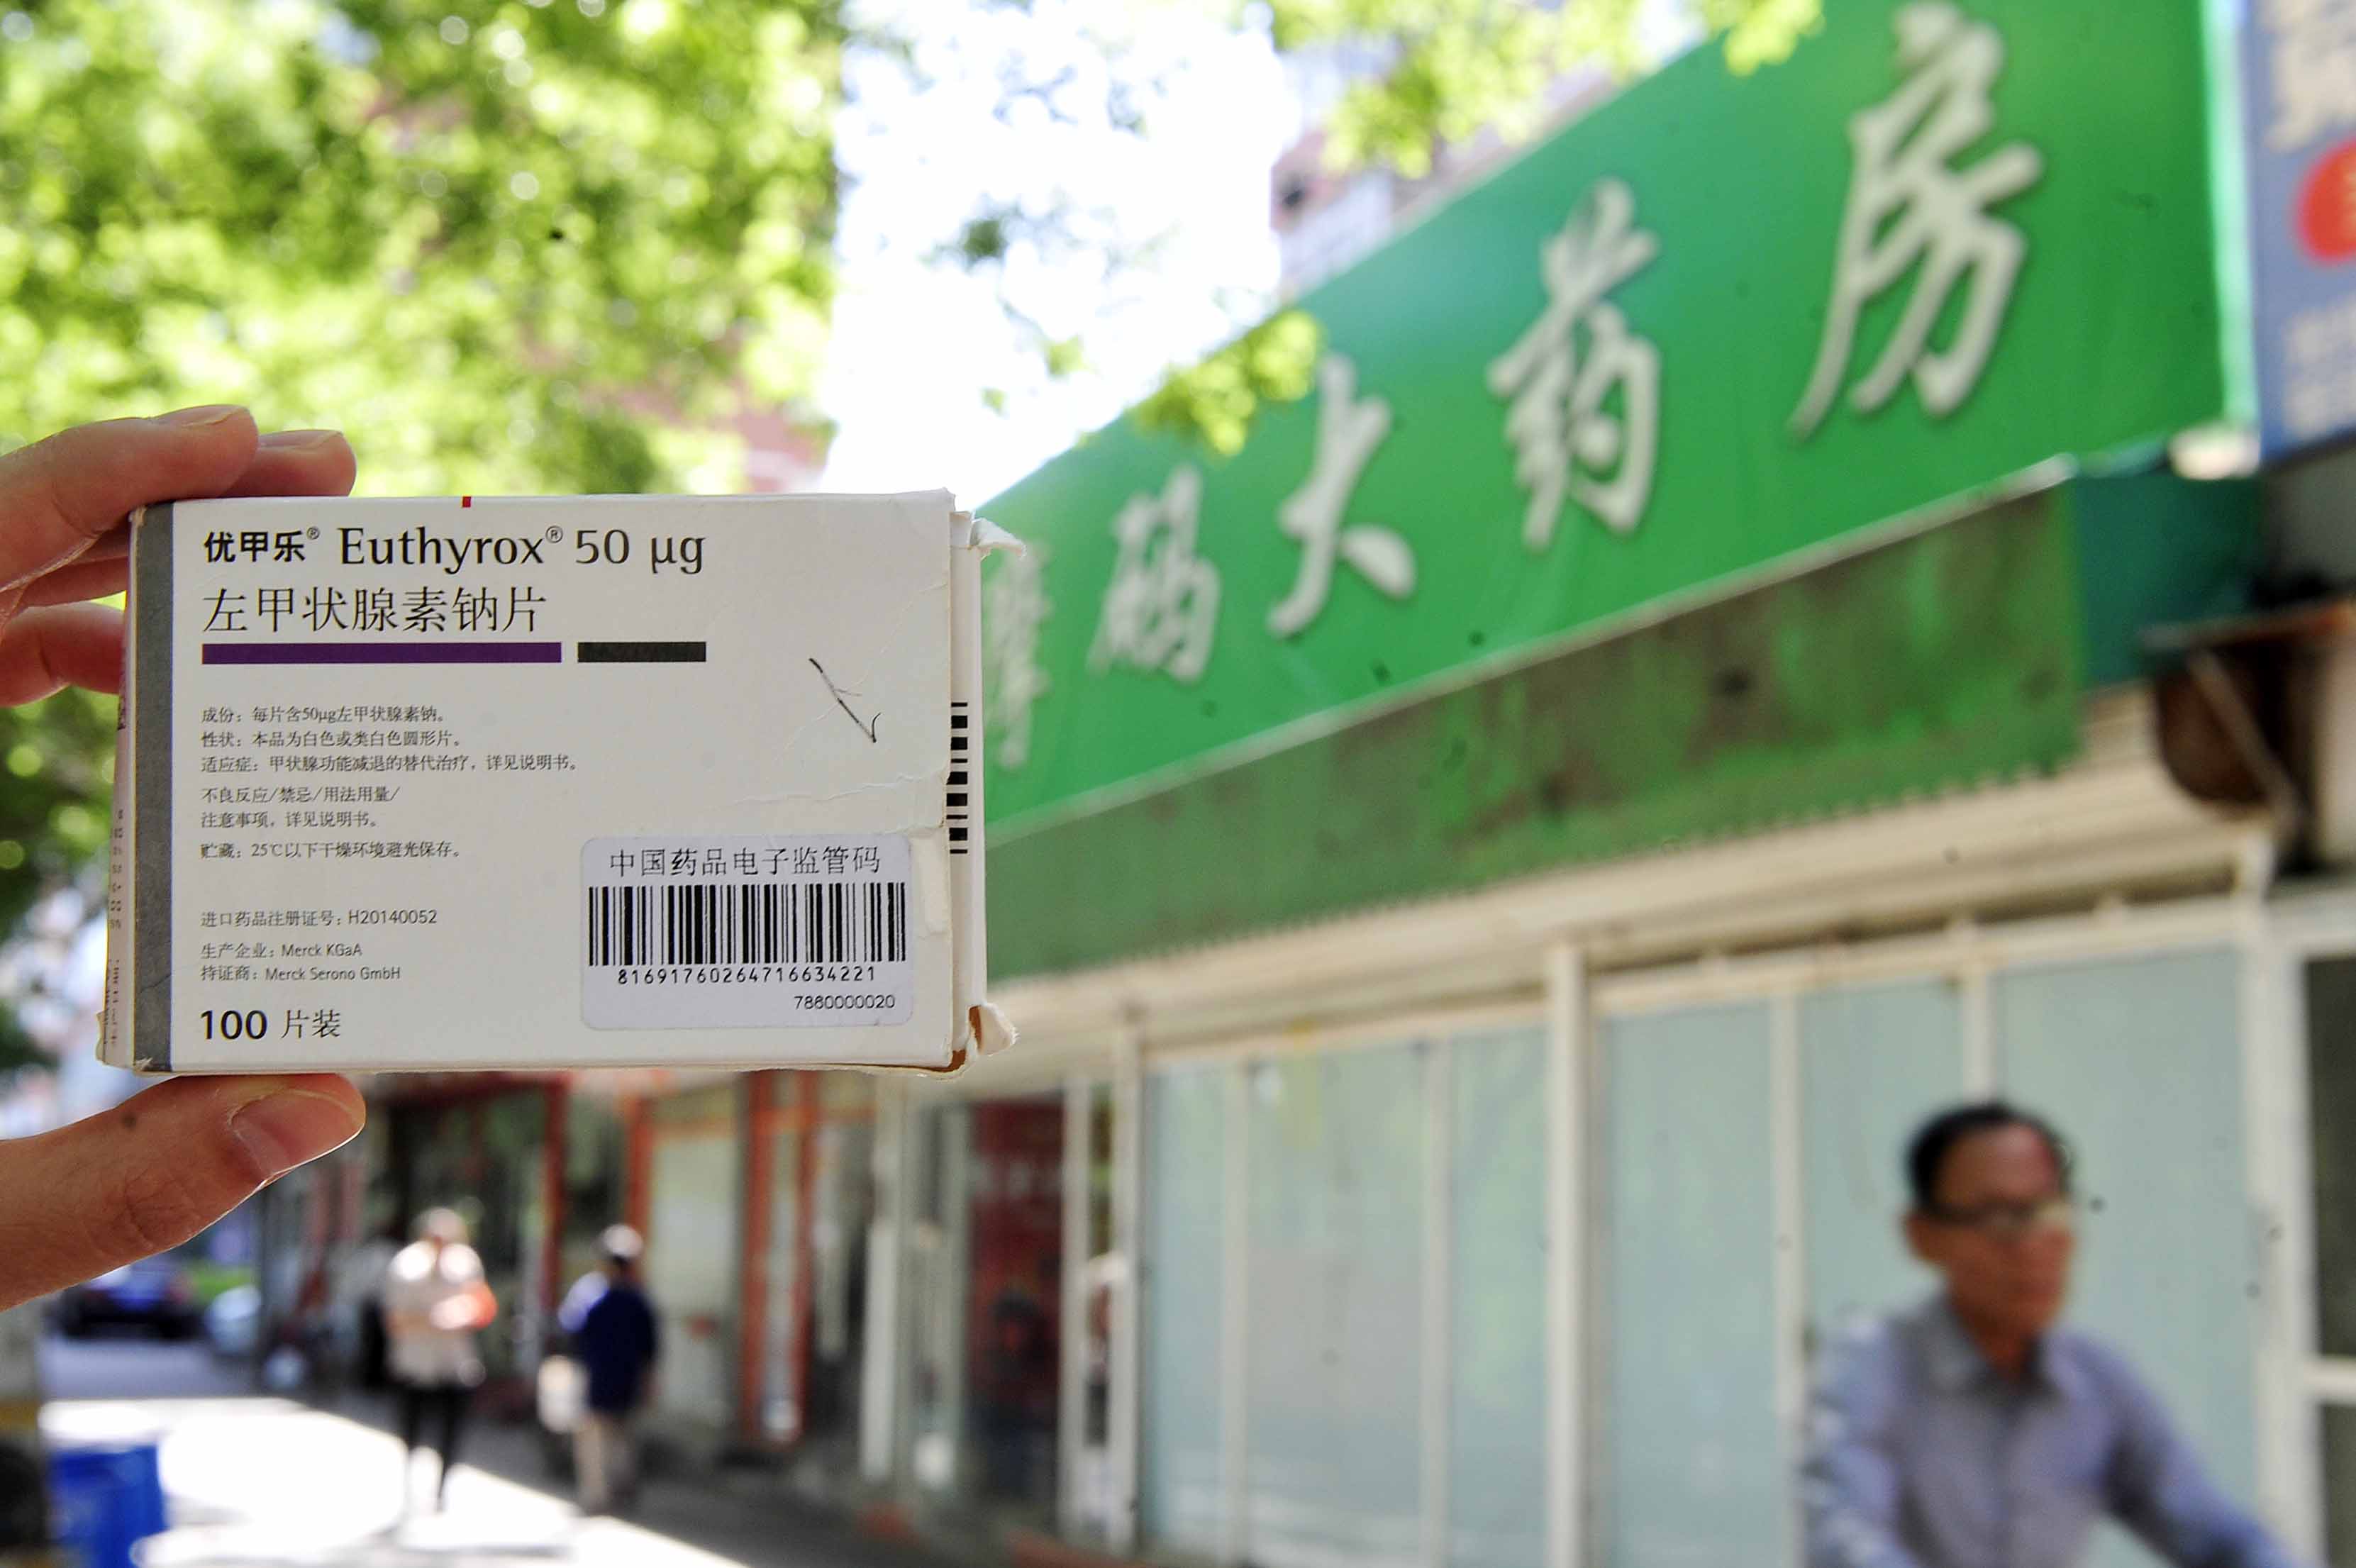 优甲乐® Euthyrox® 50 μg
左甲状腺素钠片
成份：每片含50μg左甲状腺素钠。
性状：本品为白色或类白色圆形片。
适应症：甲状腺功能减退的替代治疗，详见说明书。
不良反应/禁忌/用法用量/
注意事项，详见说明书。
贮藏：25℃以下干燥环境避光保存。
进口药品注册证号：H20140052
生产企业：Merck KGaA
持证商：Merck Serono GmbH
100 片装
中国药品电子监管码
81691760264716634221
7880000020
大药房